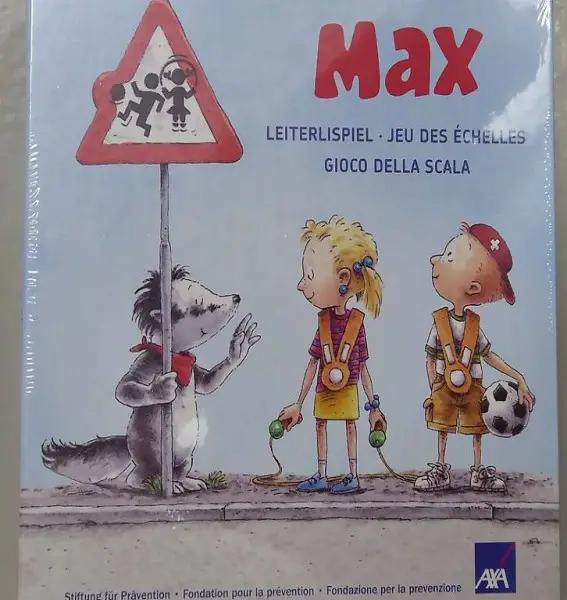 Max
LEITERLISPIEL · JEU DES ÉCHELLES
GIOCO DELLA SCALA
Stiftung für Prävention · Fondation pour la prévention · Fondazione per la prevenzione
AXA